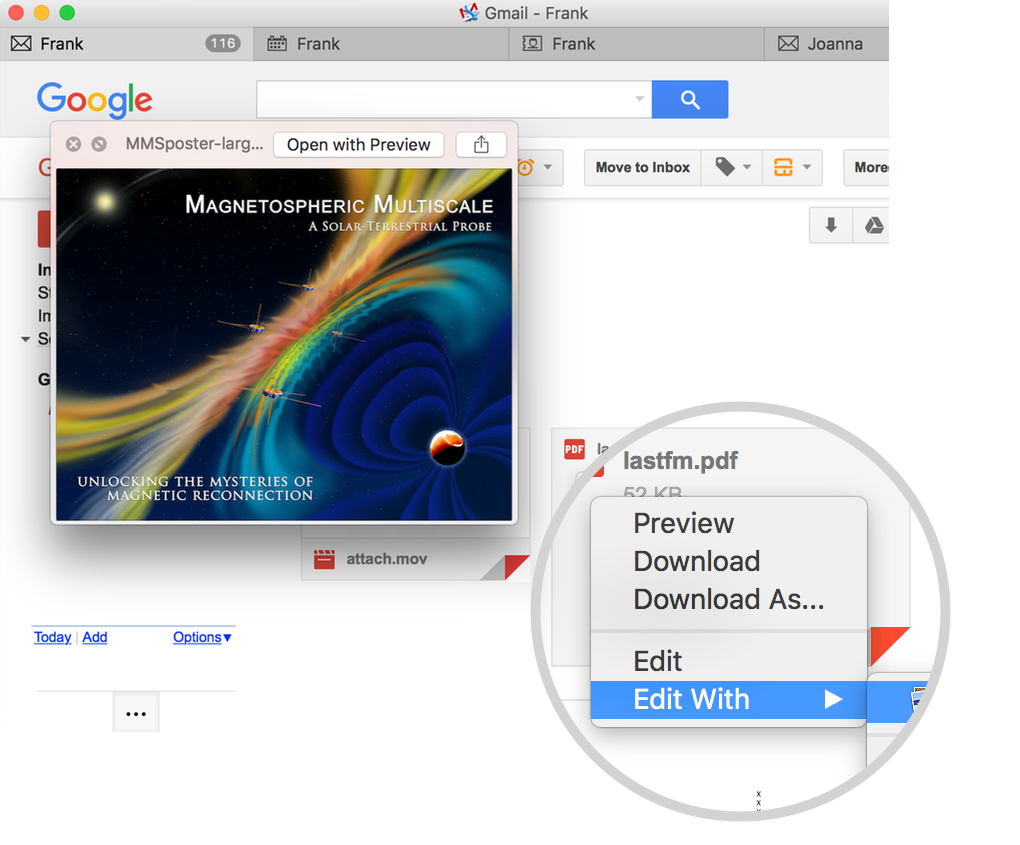 Gmail - Frank
Frank 116 Frank Frank Joanna
Google
MMSposter-larg... Open with Preview
Move to Inbox More
MAGNETOSPHERIC MULTISCALE
A SOLAR-TERRESTRIAL PROBE
In
St
Im
G
UNLOCKING THE MYSTERIES OF
MAGNETIC RECONNECTION
PDF la
lastfm.pdf
52 KB
attach.mov
Preview
Download
Download As...
Edit
Edit With
Today | Add Options▾
...
x
x